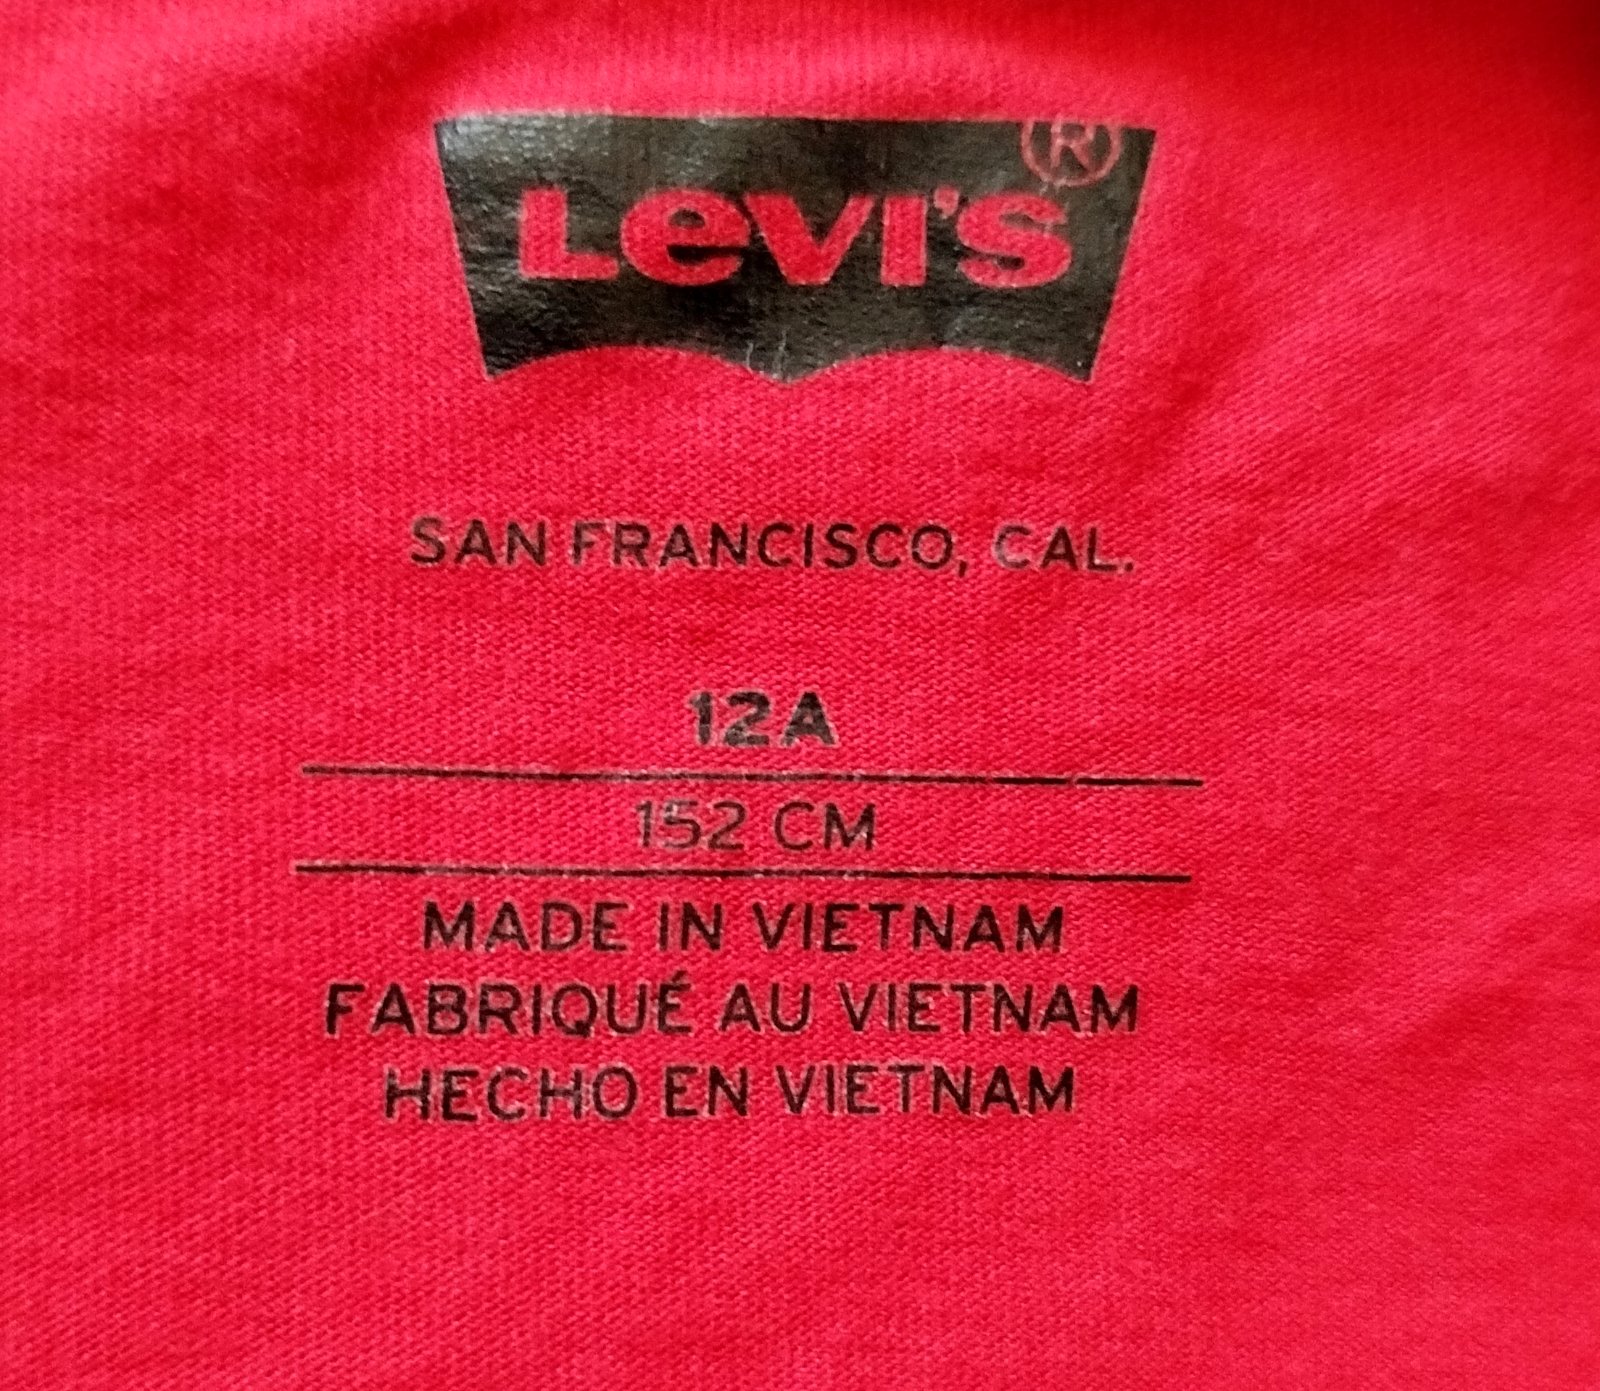 Levi's®
SAN FRANCISCO, CAL.
12A
152 CM
MADE IN VIETNAM
FABRIQUÉ AU VIETNAM
HECHO EN VIETNAM